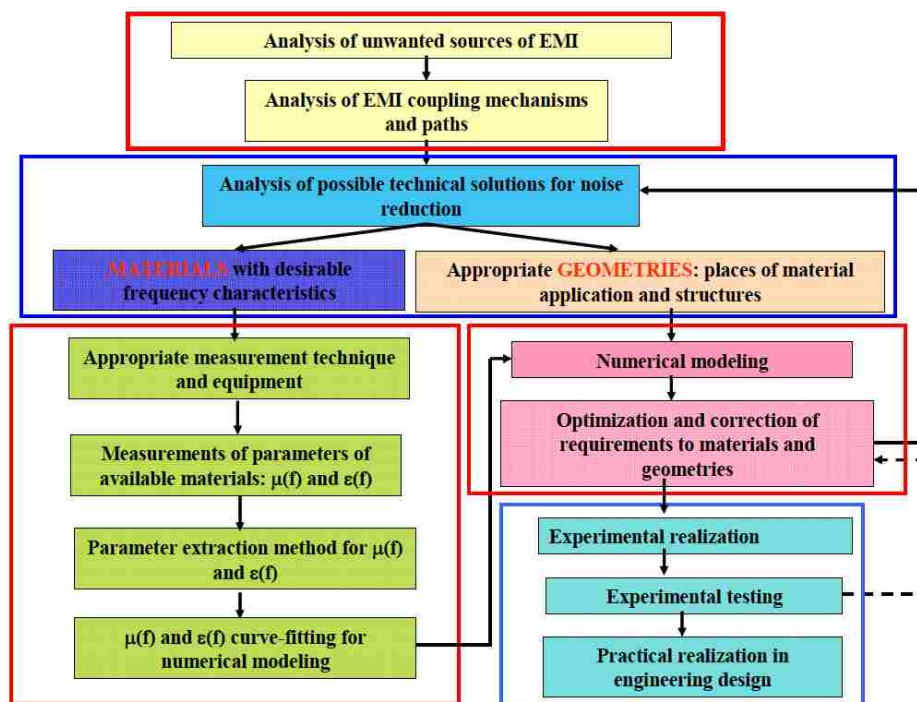 Analysis of unwanted sources of EMI
Analysis of EMI coupling mechanisms
and paths
Analysis of possible technical solutions for noise
reduction
MATERIALS with desirable
frequency characteristics
Appropriate GEOMETRIES: places of material
application and structures
Appropriate measurement technique
and equipment
Measurements of parameters of
available materials: μ(f) and ε(f)
Parameter extraction method for μ(f)
and ε(f)
μ(f) and ε(f) curve-fitting for
numerical modeling
Numerical modeling
Optimization and correction of
requirements to materials and
geometries
Experimental realization
Experimental testing
Practical realization in
engineering design